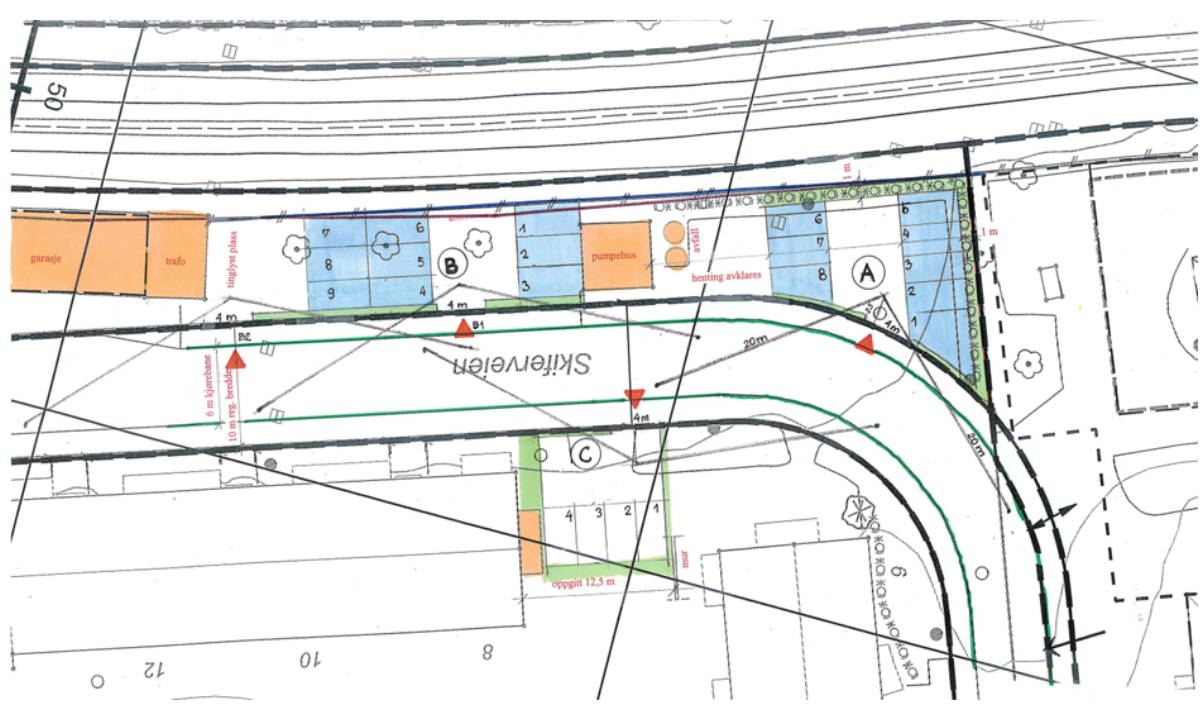 50
1 m
garasje
trafo
tinglyst plass
7
6
8
5
9
4
B
1
2
3
pumpehus
avfall
henting avklares
6
7
8
A
5
4
3
2
1
1 m
4 m
B2
4 m
B1
4 m
20m
Skiferveien
6 m kjørebane
10 m reg. bredde
4m
20m
C
4
3
2
1
oppgitt 12,5 m
mur
6
8
10
12